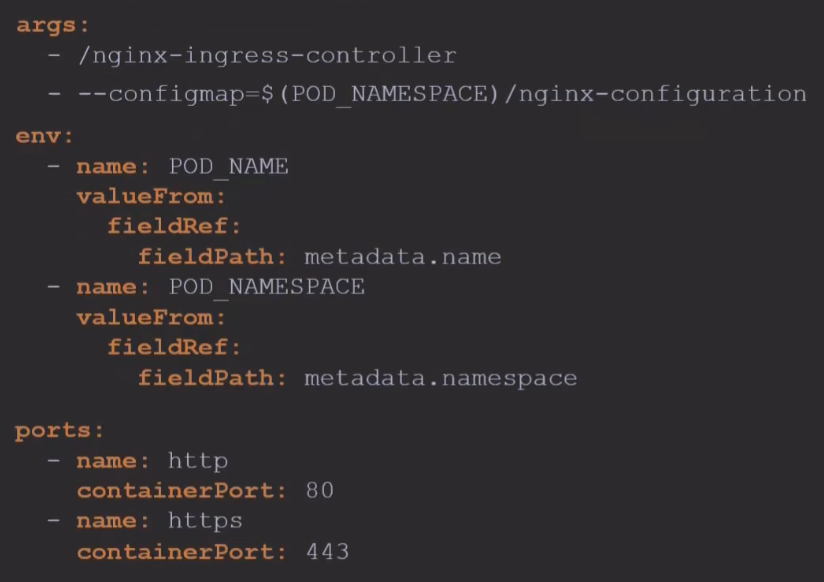 args:
  - /nginx-ingress-controller
  - --configmap=$(POD_NAMESPACE)/nginx-configuration
env:
  - name: POD_NAME
    valueFrom:
      fieldRef:
        fieldPath: metadata.name
  - name: POD_NAMESPACE
    valueFrom:
      fieldRef:
        fieldPath: metadata.namespace
ports:
  - name: http
    containerPort: 80
  - name: https
    containerPort: 443